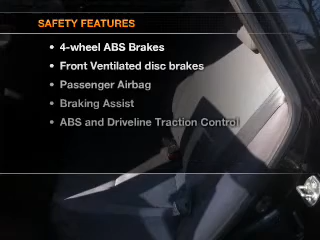 SAFETY FEATURES
• 4-wheel ABS Brakes
• Front Ventilated disc brakes
• Passenger Airbag
• Braking Assist
• ABS and Driveline Traction Control